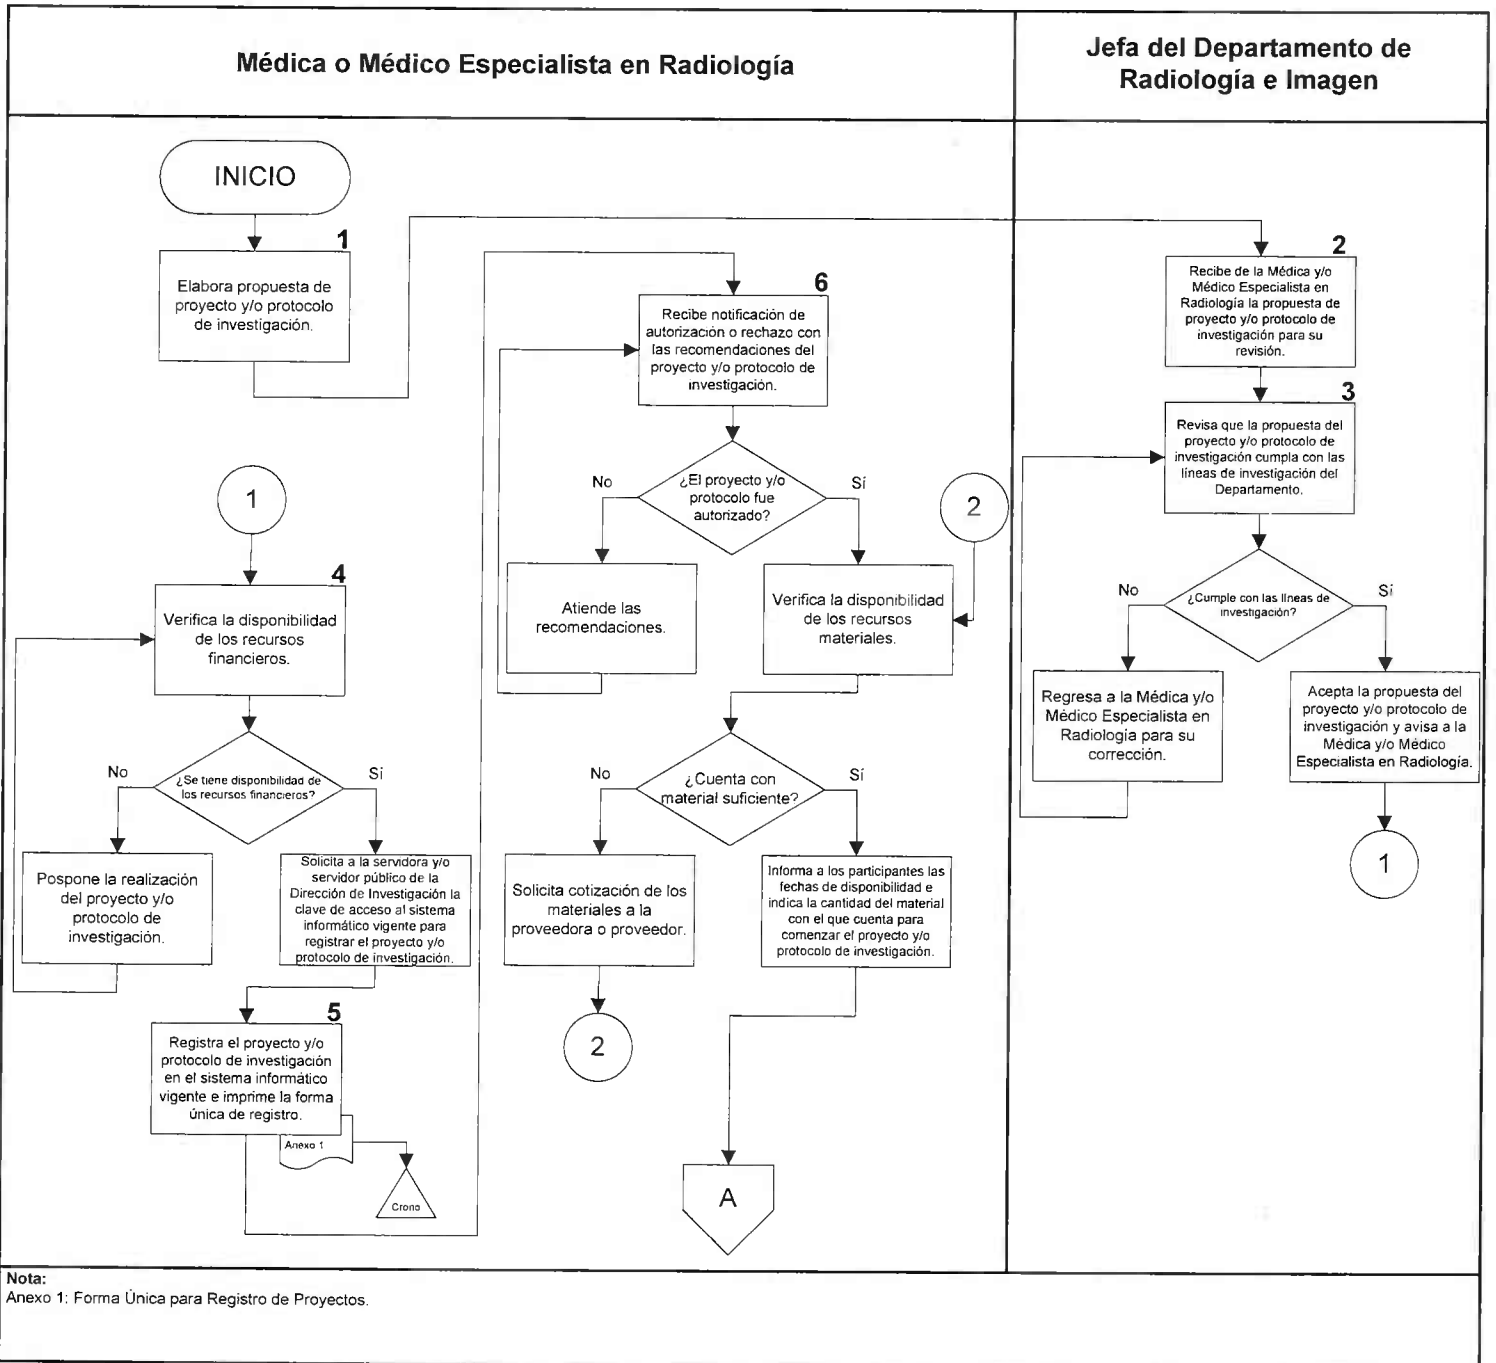 Médica o Médico Especialista en Radiología
Jefa del Departamento de
Radiología e Imagen
INICIO
1
Elabora propuesta de
proyecto y/o protocolo
de investigación.
2
Recibe de la Médica y/o
Médico Especialista en
Radiología la propuesta de
proyecto y/o protocolo de
investigación para su
revisión.
3
Revisa que la propuesta del
proyecto y/o protocolo de
investigación cumpla con las
líneas de investigación del
Departamento.
¿Cumple con las líneas de
investigación?
No
Sí
Regresa a la Médica y/o
Médico Especialista en
Radiología para su
corrección.
Acepta la propuesta del
proyecto y/o protocolo de
investigación y avisa a la
Médica y/o Médico
Especialista en Radiología.
1
1
4
Verifica la disponibilidad
de los recursos
financieros.
¿Se tiene disponibilidad de
los recursos financieros?
No
Sí
Pospone la realización
del proyecto y/o
protocolo de
investigación.
Solicita a la servidora y/o
servidor público de la
Dirección de Investigación la
clave de acceso al sistema
informático vigente para
registrar el proyecto y/o
protocolo de investigación.
5
Registra el proyecto y/o
protocolo de investigación
en el sistema informático
vigente e imprime la forma
única de registro.
Anexo 1
Crono
6
Recibe notificación de
autorización o rechazo con
las recomendaciones del
proyecto y/o protocolo de
investigación.
¿El proyecto y/o
protocolo fue
autorizado?
No
Sí
2
Atiende las
recomendaciones.
Verifica la disponibilidad
de los recursos
materiales.
¿Cuenta con
material suficiente?
No
Sí
Solicita cotización de los
materiales a la
proveedora o proveedor.
Informa a los participantes las
fechas de disponibilidad e
indica la cantidad del material
con el que cuenta para
comenzar el proyecto y/o
protocolo de investigación.
2
A
Nota:
Anexo 1: Forma Única para Registro de Proyectos.